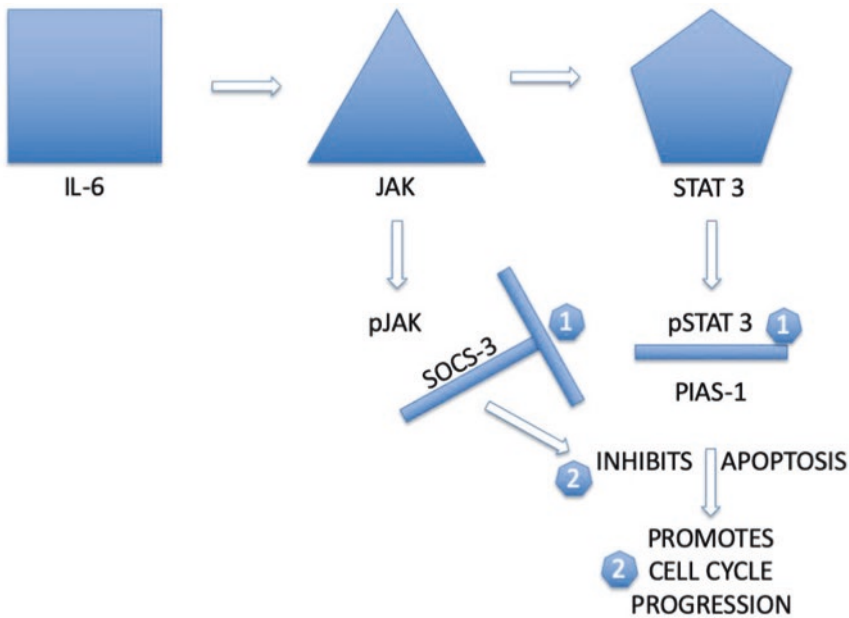 IL-6
JAK
STAT 3
pJAK
SOCS-3
1
pSTAT 3
1
PIAS-1
2
INHIBITS
APOPTOSIS
PROMOTES
2
CELL CYCLE
PROGRESSION